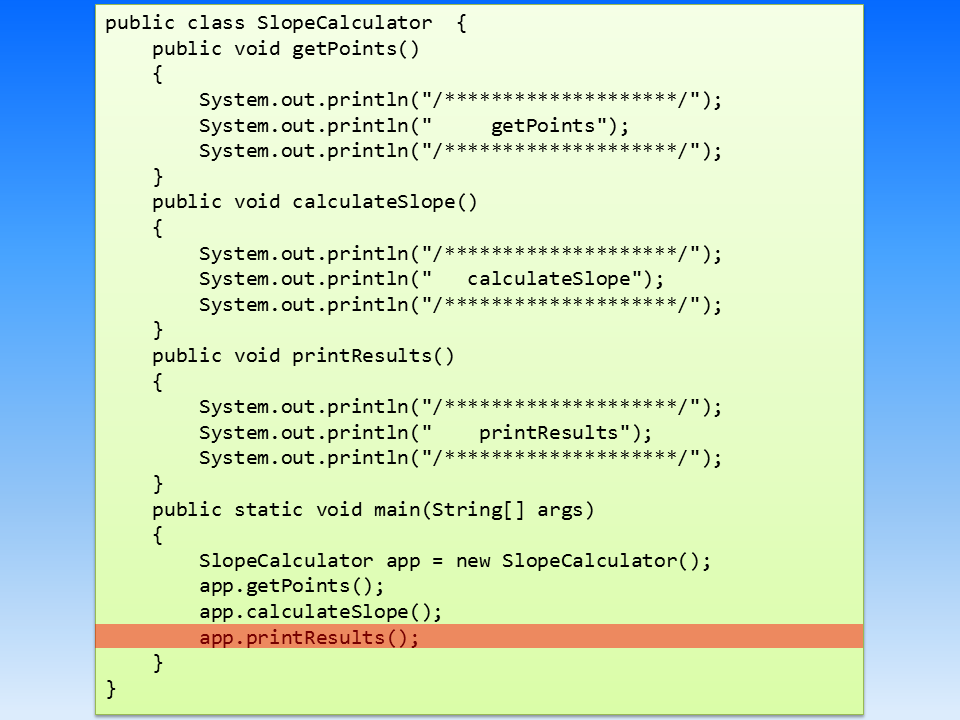 public class SlopeCalculator  {
    public void getPoints()
    {
        System.out.println("/********************/");
        System.out.println("     getPoints");
        System.out.println("/********************/");
    }
    public void calculateSlope()
    {
        System.out.println("/********************/");
        System.out.println("   calculateSlope");
        System.out.println("/********************/");
    }
    public void printResults()
    {
        System.out.println("/********************/");
        System.out.println("    printResults");
        System.out.println("/********************/");
    }
    public static void main(String[] args)
    {
        SlopeCalculator app = new SlopeCalculator();
        app.getPoints();
        app.calculateSlope();
        app.printResults();
    }
}